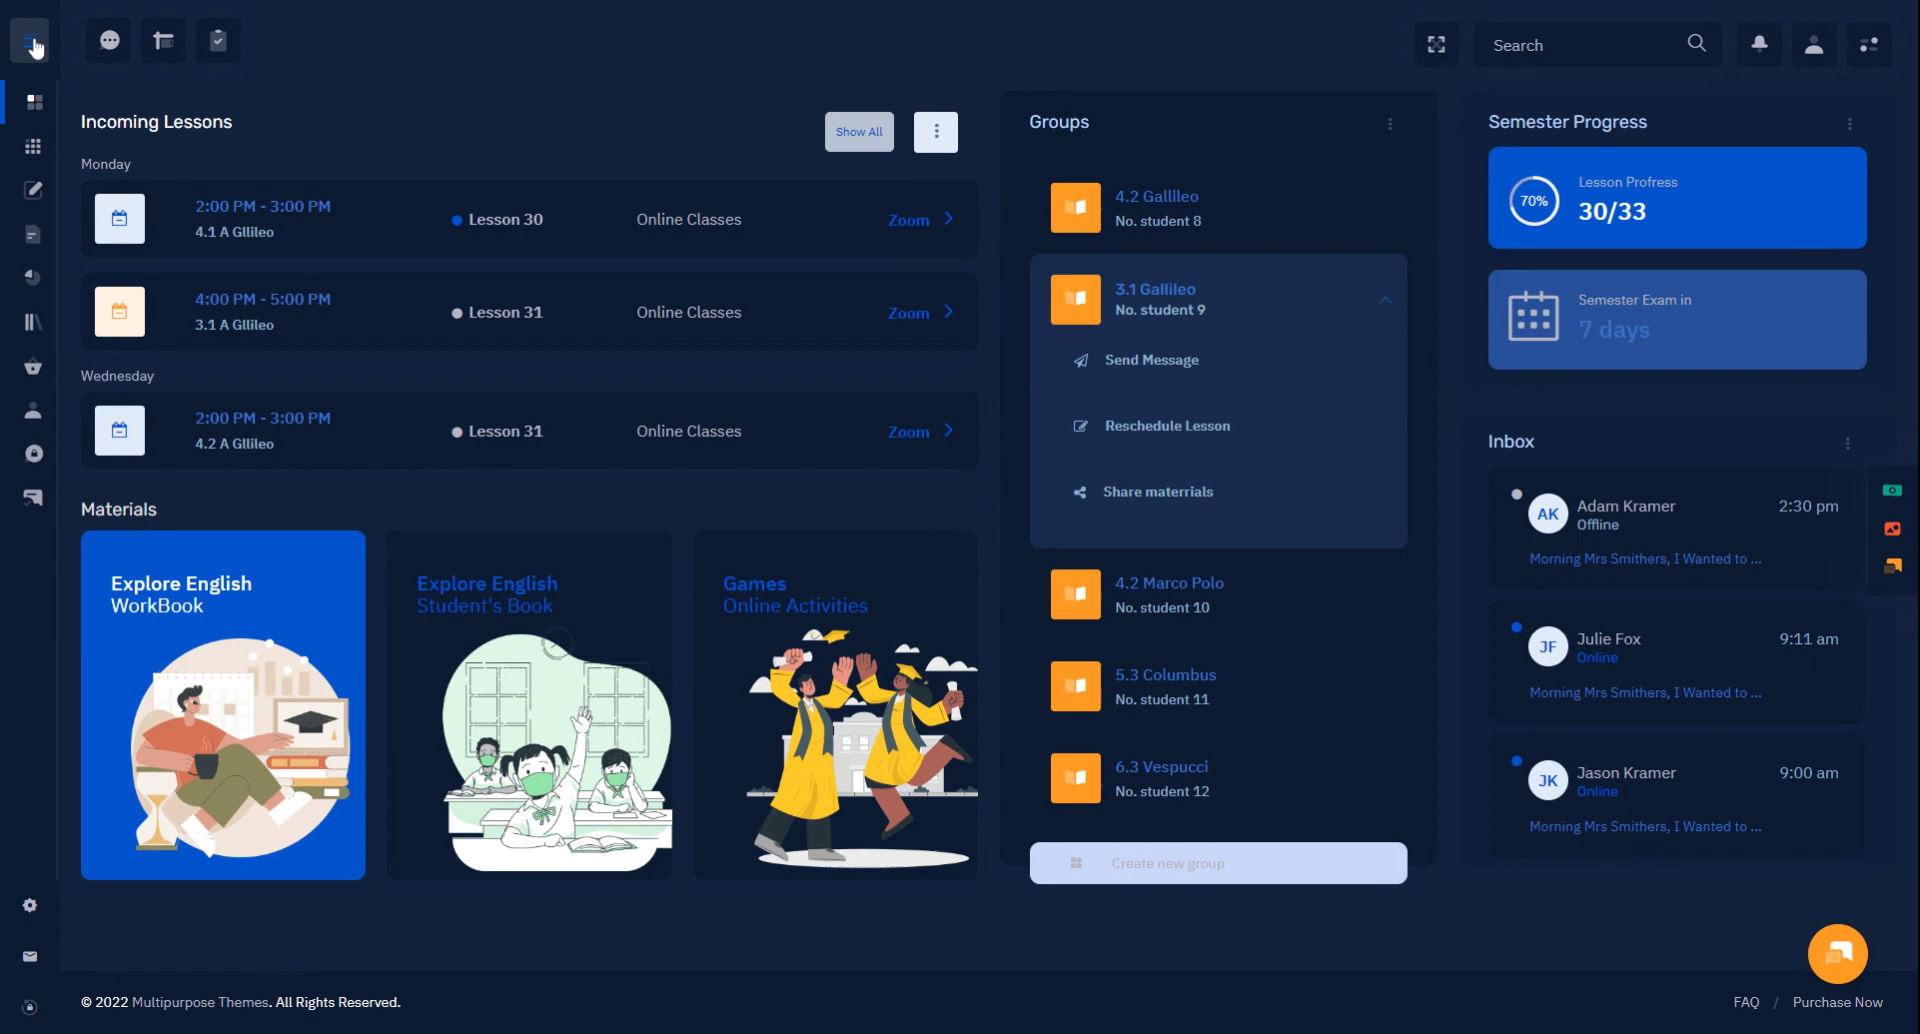 Search
Incoming Lessons
Show All
Monday
2:00 PM - 3:00 PM
4.1 A Gllileo
Lesson 30
Online Classes
Zoom
4:00 PM - 5:00 PM
3.1 A Gllileo
Lesson 31
Online Classes
Zoom
Wednesday
2:00 PM - 3:00 PM
4.2 A Gllileo
Lesson 31
Online Classes
Zoom
Materials
Explore English
WorkBook
Explore English
Student's Book
Games
Online Activities
Groups
4.2 Gallileo
No. student 8
3.1 Gallileo
No. student 9
Send Message
Reschedule Lesson
Share materrials
4.2 Marco Polo
No. student 10
5.3 Columbus
No. student 11
6.3 Vespucci
No. student 12
Create new group
Semester Progress
70%
Lesson Profress
30/33
Semester Exam in
7 days
Inbox
AK
Adam Kramer
Offline
2:30 pm
Morning Mrs Smithers, I Wanted to ...
JF
Julie Fox
Online
9:11 am
Morning Mrs Smithers, I Wanted to ...
JK
Jason Kramer
Online
9:00 am
Morning Mrs Smithers, I Wanted to ...
© 2022 Multipurpose Themes. All Rights Reserved.
FAQ / Purchase Now